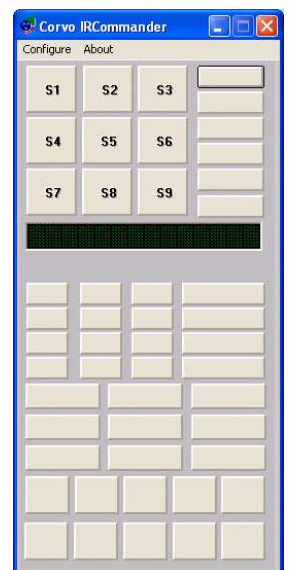 Corvo IRCommander
Configure About
S1 S2 S3
S4 S5 S6
S7 S8 S9